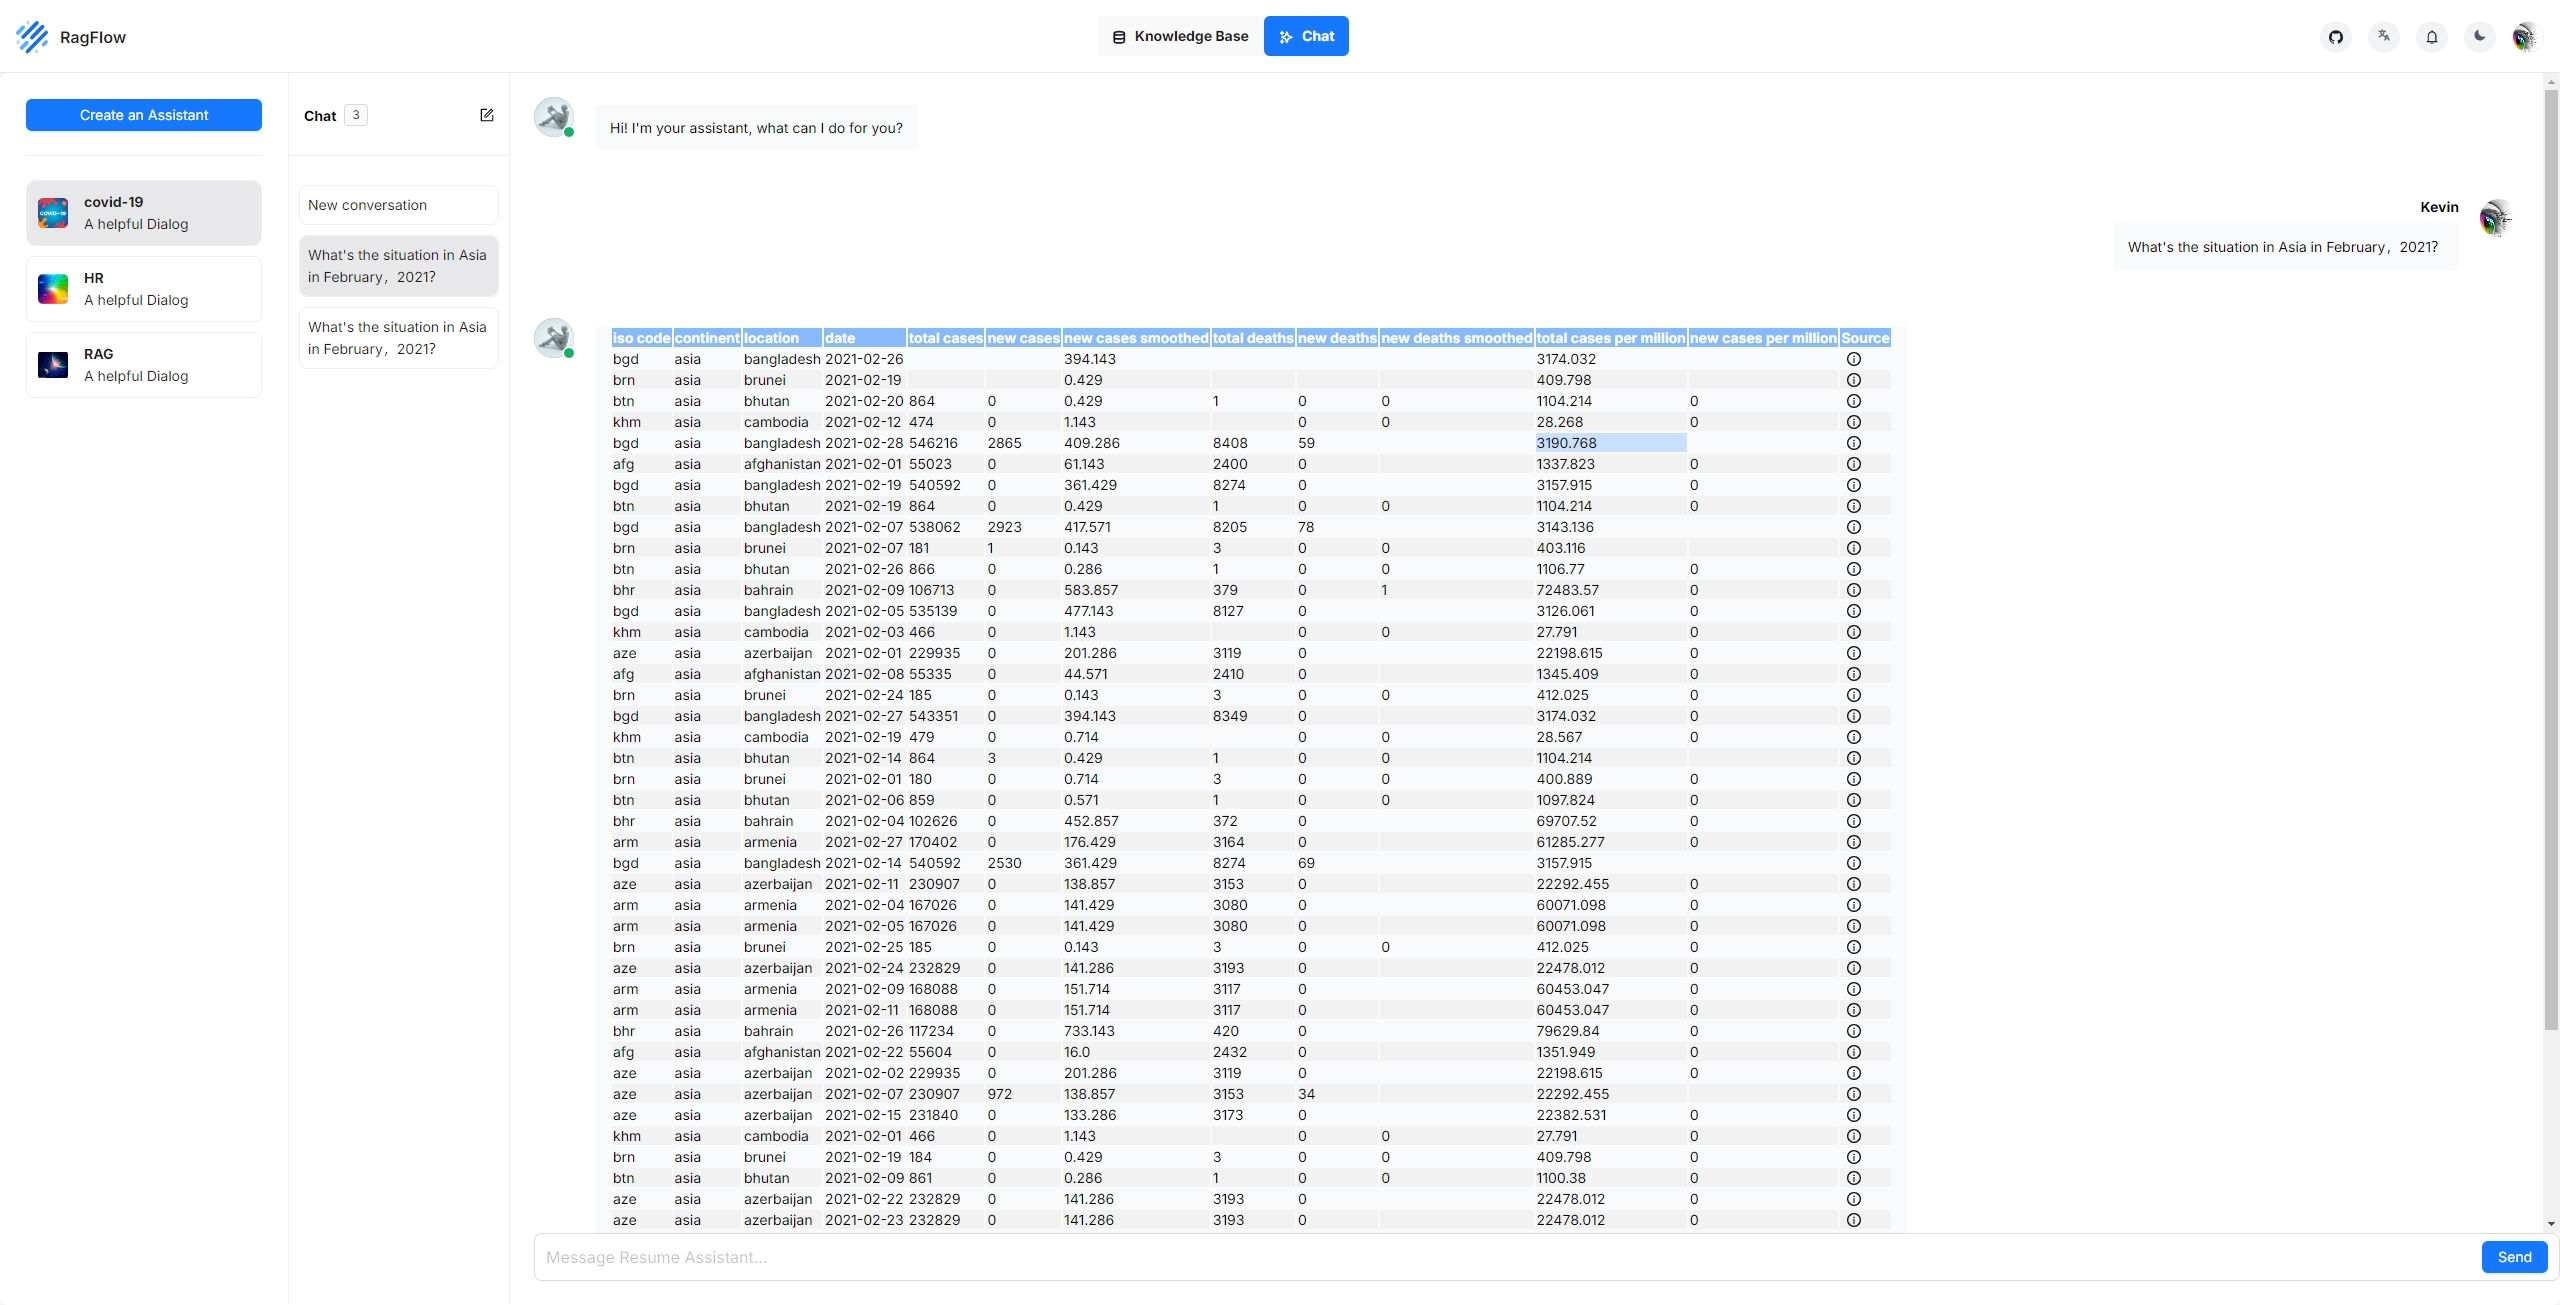 RagFlow
Knowledge Base
Chat
Create an Assistant
covid-19
A helpful Dialog
HR
A helpful Dialog
RAG
A helpful Dialog
Chat 3
New conversation
What's the situation in Asia
in February，2021?
What's the situation in Asia
in February，2021?
Hi! I'm your assistant, what can I do for you?
Kevin
What's the situation in Asia in February，2021?
iso code continent location date total cases new cases new cases smoothed total deaths new deaths new deaths smoothed total cases per million new cases per million Source
bgd asia bangladesh 2021-02-26 394.143 3174.032
brn asia brunei 2021-02-19 0.429 409.798
btn asia bhutan 2021-02-20 864 0 0.429 1 0 0 1104.214 0
khm asia cambodia 2021-02-12 474 0 1.143 0 0 28.268 0
bgd asia bangladesh 2021-02-28 546216 2865 409.286 8408 59 3190.768
afg asia afghanistan 2021-02-01 55023 0 61.143 2400 0 1337.823 0
bgd asia bangladesh 2021-02-19 540592 0 361.429 8274 0 3157.915 0
btn asia bhutan 2021-02-19 864 0 0.429 1 0 0 1104.214 0
bgd asia bangladesh 2021-02-07 538062 2923 417.571 8205 78 3143.136
brn asia brunei 2021-02-07 181 1 0.143 3 0 0 403.116
btn asia bhutan 2021-02-26 866 0 0.286 1 0 0 1106.77 0
bhr asia bahrain 2021-02-09 106713 0 583.857 379 0 1 72483.57 0
bgd asia bangladesh 2021-02-05 535139 0 477.143 8127 0 3126.061 0
khm asia cambodia 2021-02-03 466 0 1.143 0 0 27.791 0
aze asia azerbaijan 2021-02-01 229935 0 201.286 3119 0 22198.615 0
afg asia afghanistan 2021-02-08 55335 0 44.571 2410 0 1345.409 0
brn asia brunei 2021-02-24 185 0 0.143 3 0 0 412.025 0
bgd asia bangladesh 2021-02-27 543351 0 394.143 8349 0 3174.032 0
khm asia cambodia 2021-02-19 479 0 0.714 0 0 28.567 0
btn asia bhutan 2021-02-14 864 3 0.429 1 0 0 1104.214
brn asia brunei 2021-02-01 180 0 0.714 3 0 0 400.889 0
btn asia bhutan 2021-02-06 859 0 0.571 1 0 0 1097.824 0
bhr asia bahrain 2021-02-04 102626 0 452.857 372 0 69707.52 0
arm asia armenia 2021-02-27 170402 0 176.429 3164 0 61285.277 0
bgd asia bangladesh 2021-02-14 540592 2530 361.429 8274 69 3157.915
aze asia azerbaijan 2021-02-11 230907 0 138.857 3153 0 22292.455 0
arm asia armenia 2021-02-04 167026 0 141.429 3080 0 60071.098 0
arm asia armenia 2021-02-05 167026 0 141.429 3080 0 60071.098 0
brn asia brunei 2021-02-25 185 0 0.143 3 0 0 412.025 0
aze asia azerbaijan 2021-02-24 232829 0 141.286 3193 0 22478.012 0
arm asia armenia 2021-02-09 168088 0 151.714 3117 0 60453.047 0
arm asia armenia 2021-02-11 168088 0 151.714 3117 0 60453.047 0
bhr asia bahrain 2021-02-26 117234 0 733.143 420 0 79629.84 0
afg asia afghanistan 2021-02-22 55604 0 16.0 2432 0 1351.949 0
aze asia azerbaijan 2021-02-02 229935 0 201.286 3119 0 22198.615 0
aze asia azerbaijan 2021-02-07 230907 972 138.857 3153 34 22292.455
aze asia azerbaijan 2021-02-15 231840 0 133.286 3173 0 22382.531 0
khm asia cambodia 2021-02-01 466 0 1.143 0 0 27.791 0
brn asia brunei 2021-02-19 184 0 0.429 3 0 0 409.798 0
btn asia bhutan 2021-02-09 861 0 0.286 1 0 0 1100.38 0
aze asia azerbaijan 2021-02-22 232829 0 141.286 3193 0 22478.012 0
aze asia azerbaijan 2021-02-23 232829 0 141.286 3193 0 22478.012 0
Message Resume Assistant...
Send